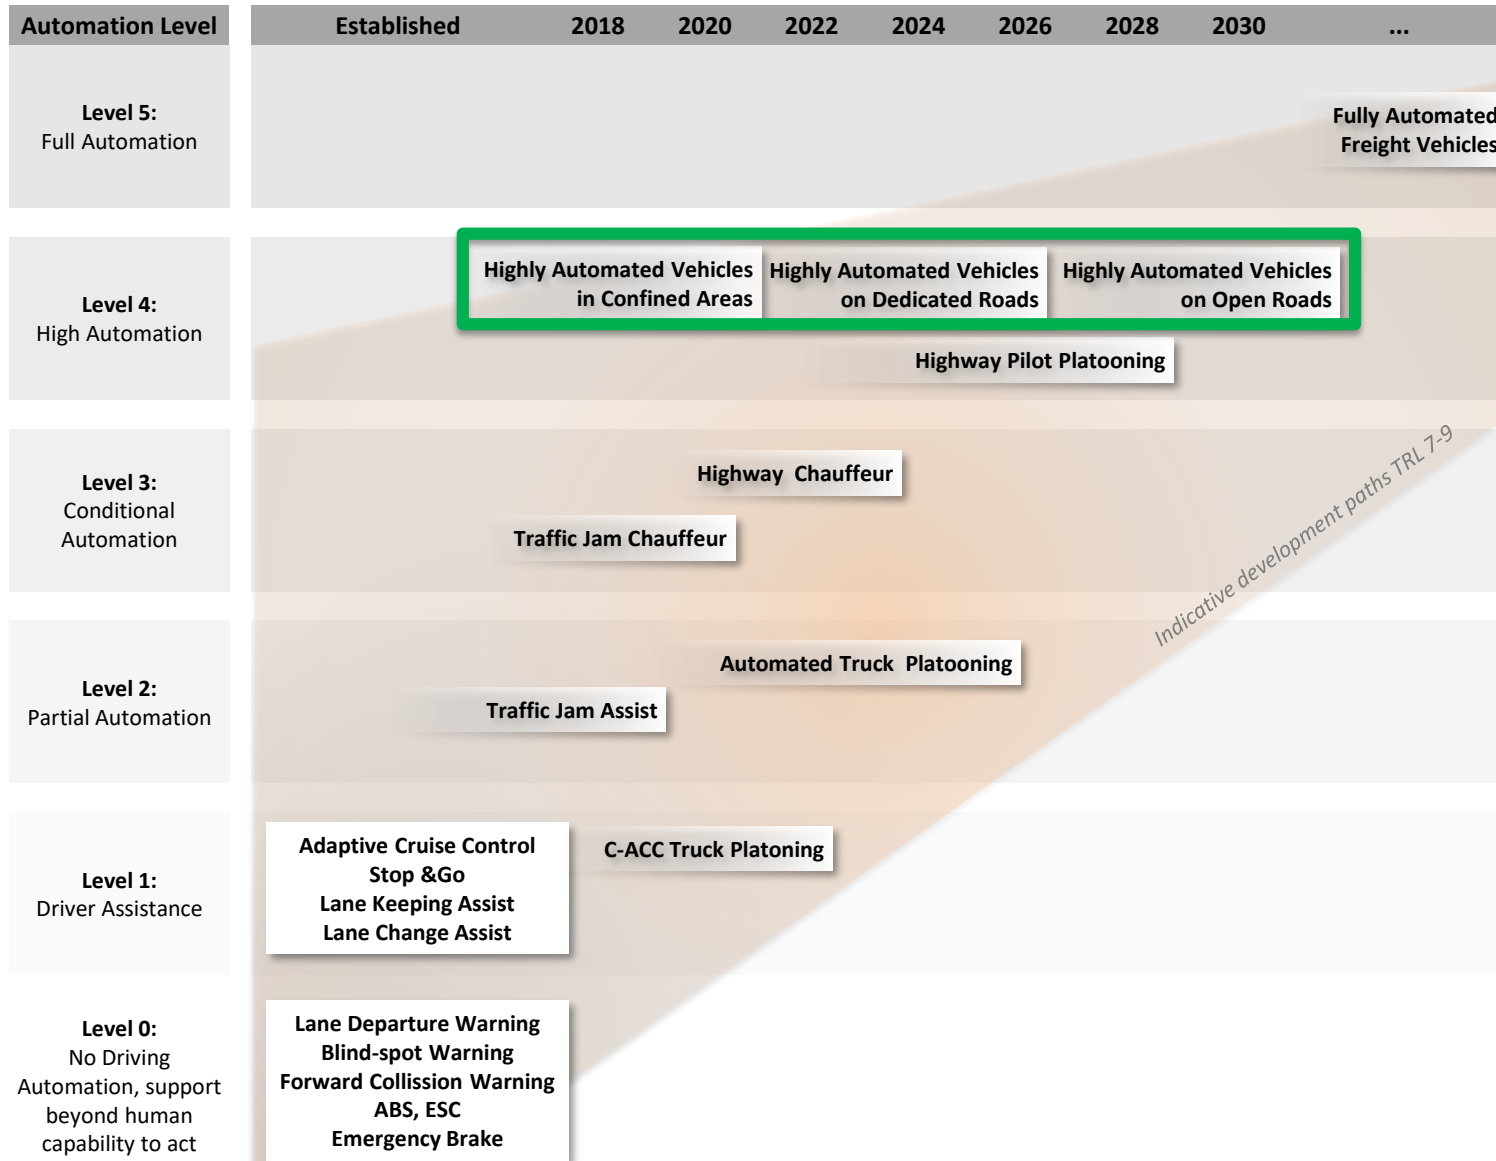 Automation Level Established 2018 2020 2022 2024 2026 2028 2030 ...
Level 5:
Full Automation
Fully Automated
Freight Vehicles
Level 4:
High Automation
Highly Automated Vehicles
in Confined Areas
Highly Automated Vehicles
on Dedicated Roads
Highly Automated Vehicles
on Open Roads
Highway Pilot Platooning
Level 3:
Conditional
Automation
Highway Chauffeur
Traffic Jam Chauffeur
Indicative development paths TRL 7-9
Level 2:
Partial Automation
Automated Truck Platooning
Traffic Jam Assist
Level 1:
Driver Assistance
Adaptive Cruise Control
Stop &Go
Lane Keeping Assist
Lane Change Assist
C-ACC Truck Platoning
Level 0:
No Driving
Automation, support
beyond human
capability to act
Lane Departure Warning
Blind-spot Warning
Forward Collission Warning
ABS, ESC
Emergency Brake